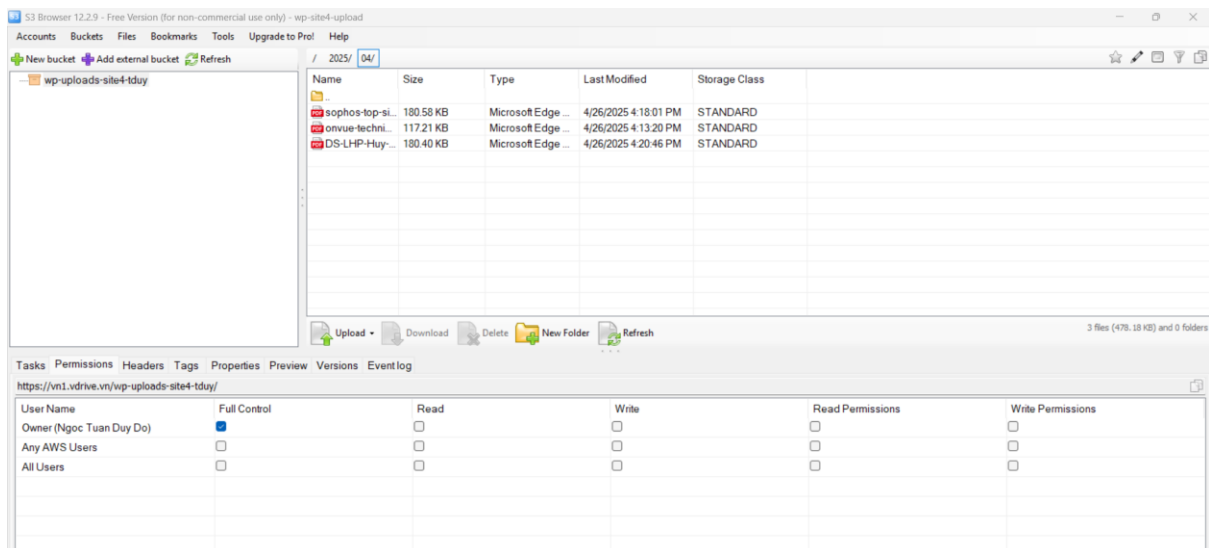 S3 Browser 12.2.9 - Free Version (for non-commercial use only) - wp-site4-upload
Accounts Buckets Files Bookmarks Tools Upgrade to Pro! Help
New bucket Add external bucket Refresh / 2025/ 04/
wp-uploads-site4-tduy
Name Size Type Last Modified Storage Class
..
sophos-top-si... 180.58 KB Microsoft Edge ... 4/26/2025 4:18:01 PM STANDARD
onvue-techni... 117.21 KB Microsoft Edge ... 4/26/2025 4:13:20 PM STANDARD
DS-LHP-Huy-... 180.40 KB Microsoft Edge ... 4/26/2025 4:20:46 PM STANDARD
Upload Download Delete New Folder Refresh 3 files (478.18 KB) and 0 folders
Tasks Permissions Headers Tags Properties Preview Versions Event log
https://vn1.vdrive.vn/wp-uploads-site4-tduy/
User Name Full Control Read Write Read Permissions Write Permissions
Owner (Ngoc Tuan Duy Do)
Any AWS Users
All Users